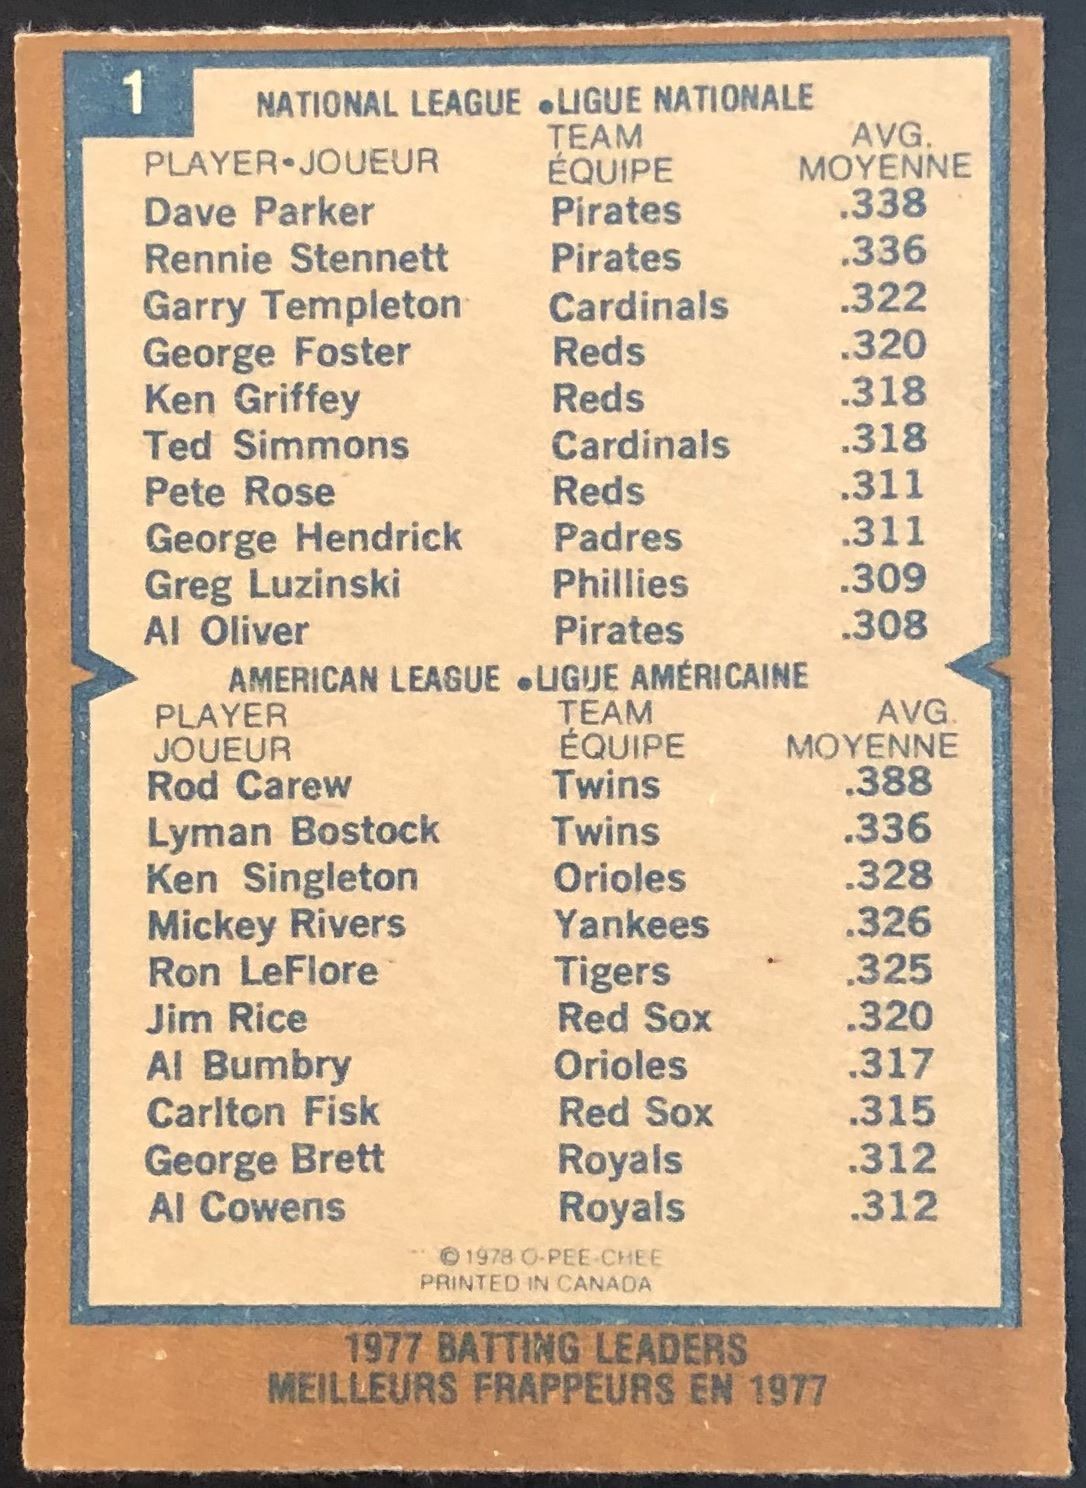 1
NATIONAL LEAGUE • LIGUE NATIONALE
PLAYER•JOUEUR TEAM ÉQUIPE AVG. MOYENNE
Dave Parker Pirates .338
Rennie Stennett Pirates .336
Garry Templeton Cardinals .322
George Foster Reds .320
Ken Griffey Reds .318
Ted Simmons Cardinals .318
Pete Rose Reds .311
George Hendrick Padres .311
Greg Luzinski Phillies .309
Al Oliver Pirates .308
AMERICAN LEAGUE • LIGUE AMÉRICAINE
PLAYER TEAM AVG.
JOUEUR ÉQUIPE MOYENNE
Rod Carew Twins .388
Lyman Bostock Twins .336
Ken Singleton Orioles .328
Mickey Rivers Yankees .326
Ron LeFlore Tigers .325
Jim Rice Red Sox .320
Al Bumbry Orioles .317
Carlton Fisk Red Sox .315
George Brett Royals .312
Al Cowens Royals .312
© 1978 O-PEE-CHEE
PRINTED IN CANADA
1977 BATTING LEADERS
MEILLEURS FRAPPEURS EN 1977